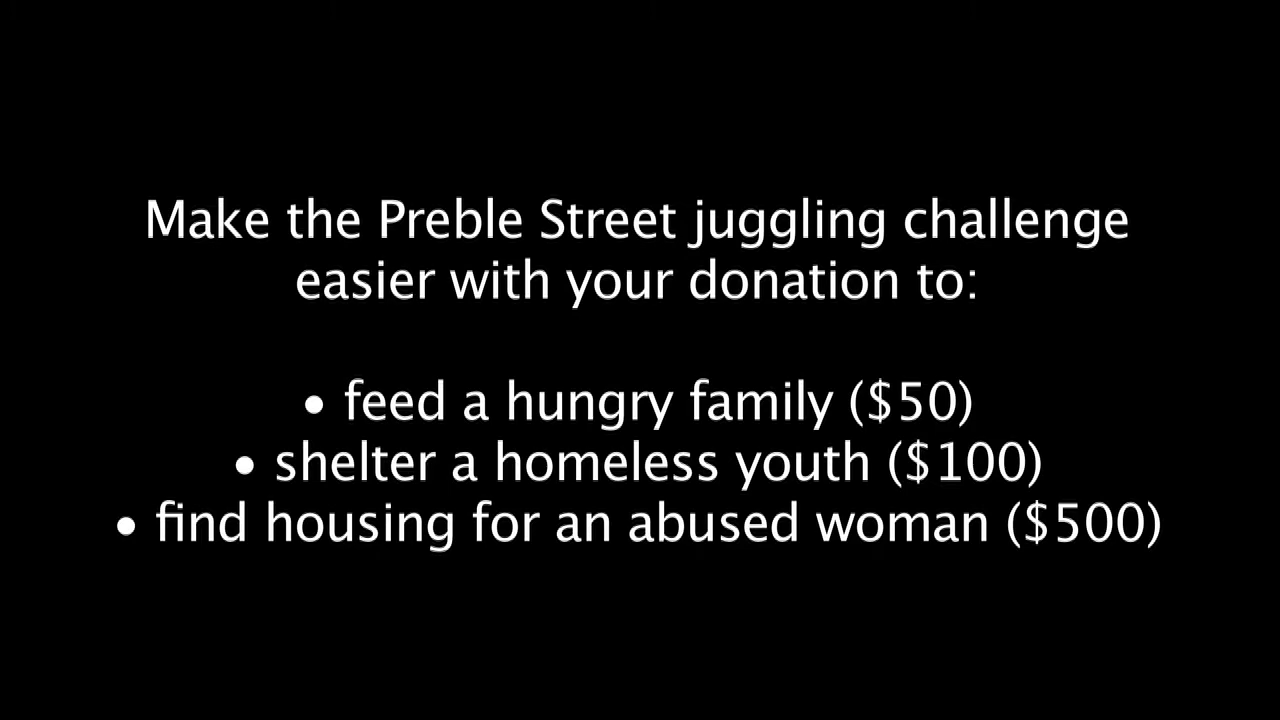 Make the Preble Street juggling challenge
easier with your donation to:
• feed a hungry family ($50)
• shelter a homeless youth ($100)
• find housing for an abused woman ($500)